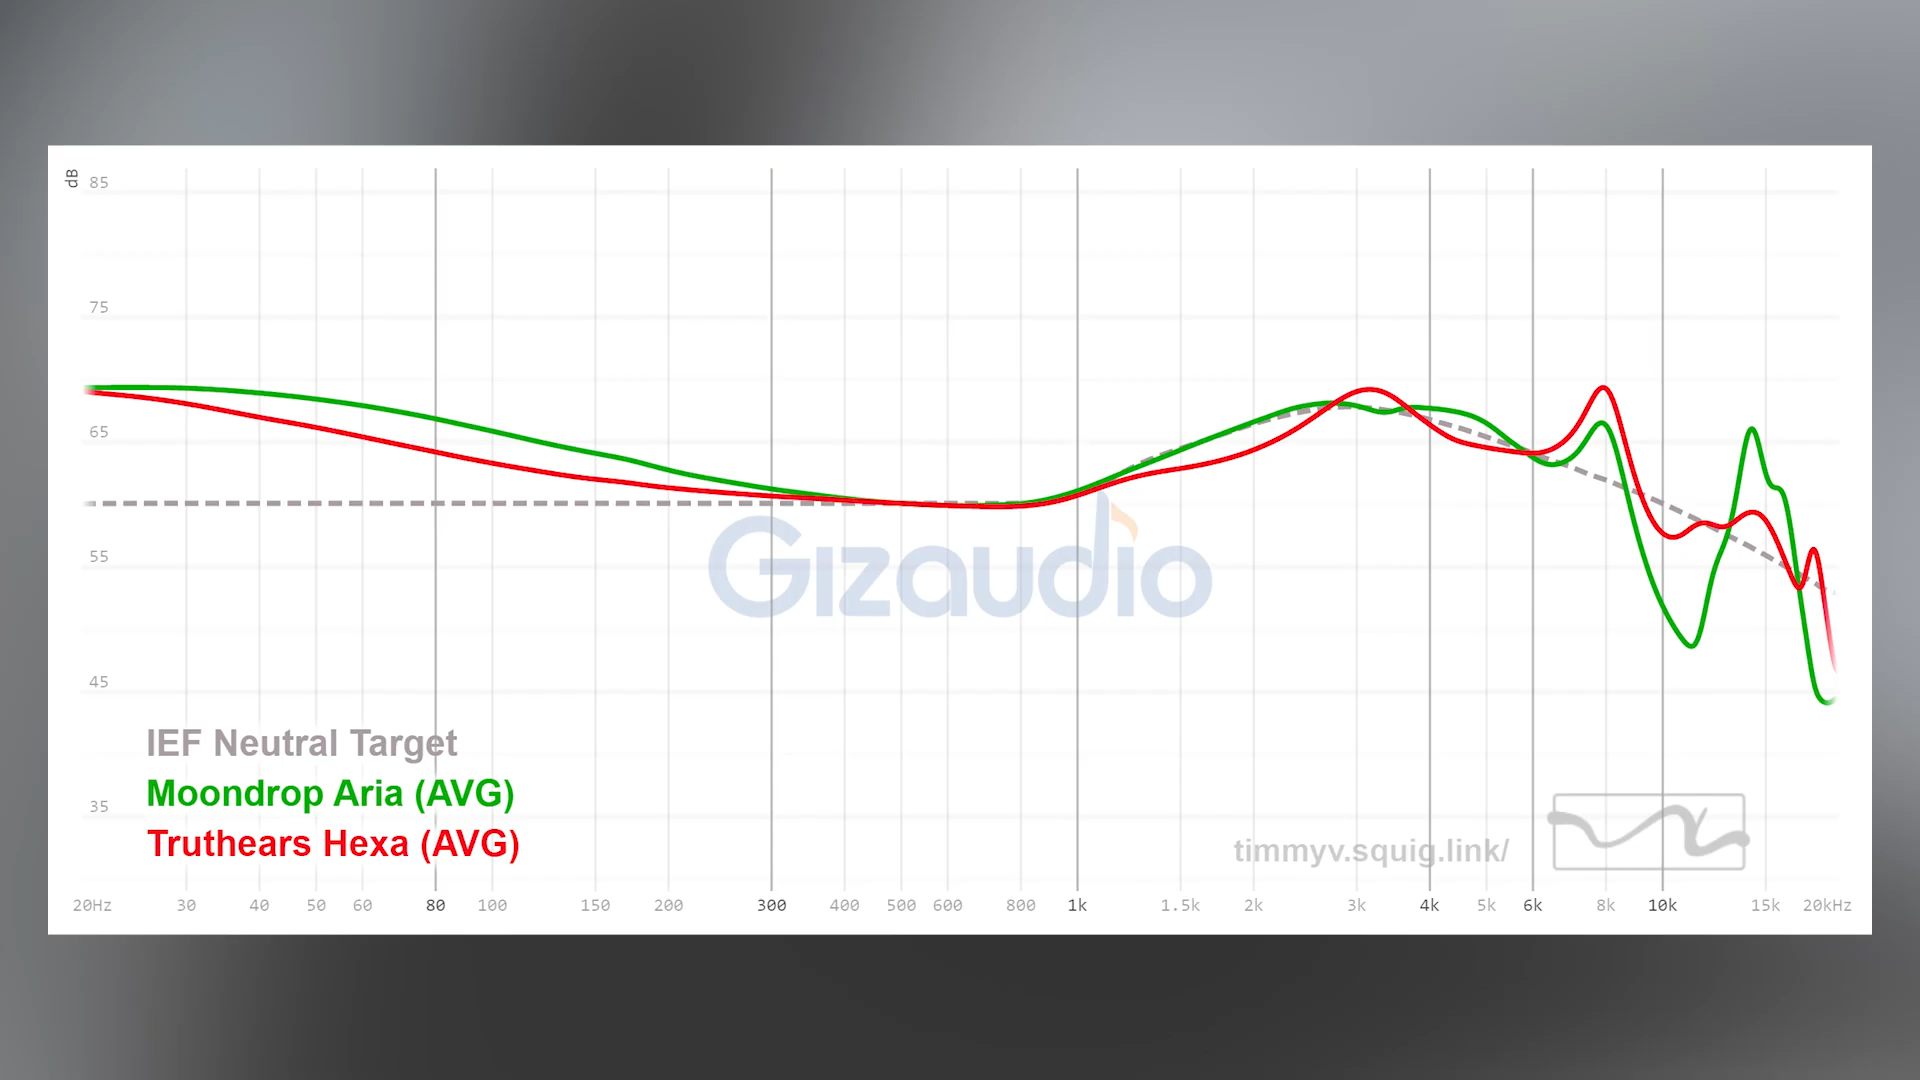 dB
85
75
65
55
45
35
Gizaudio
IEF Neutral Target
Moondrop Aria (AVG)
Truthears Hexa (AVG)
timmyv.squig.link/
20Hz 30 40 50 60 80 100 150 200 300 400 500 600 800 1k 1.5k 2k 3k 4k 5k 6k 8k 10k 15k 20kHz